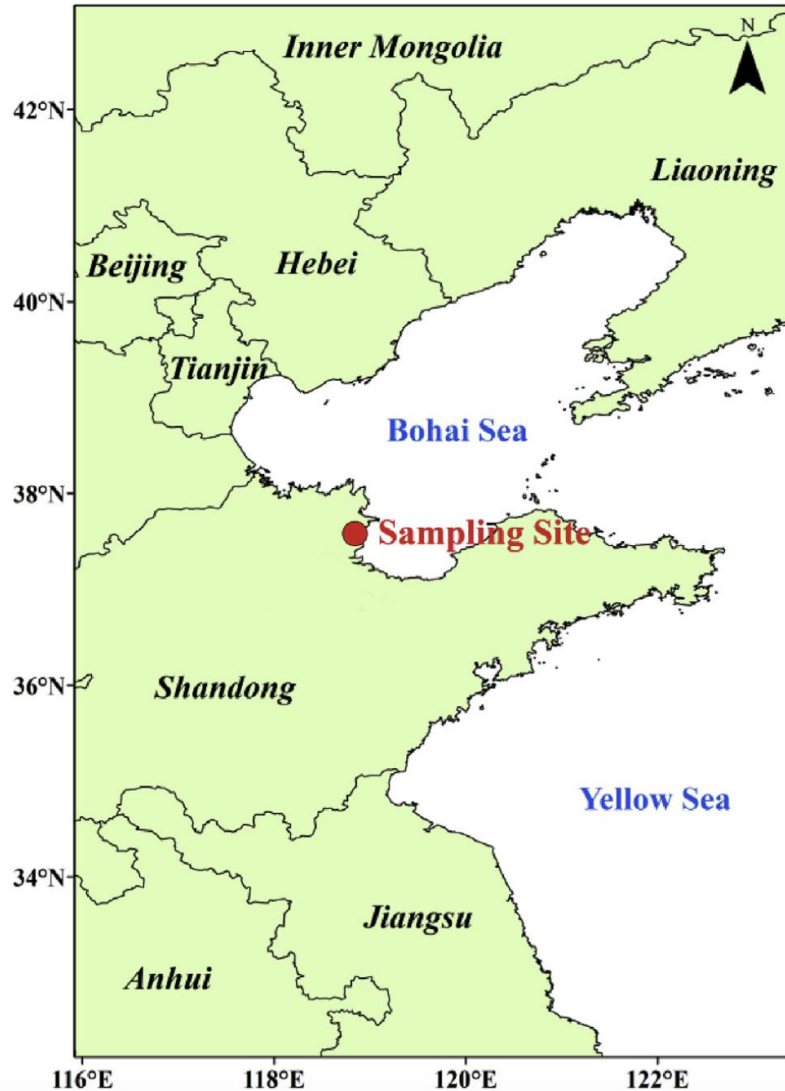 N
Inner Mongolia
42°N
Liaoning
Beijing
Hebei
40°N
Tianjin
Bohai Sea
38°N
Sampling Site
36°N
Shandong
Yellow Sea
34°N
Jiangsu
Anhui
116°E
118°E
120°E
122°E